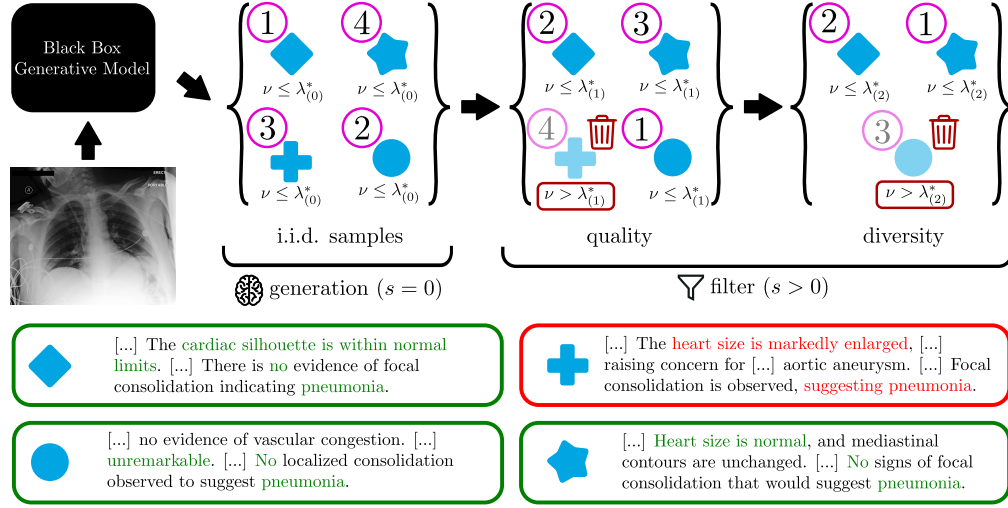 Black Box
Generative Model
1
4
ν ≤ λ*(0)
ν ≤ λ*(0)
3
2
ν ≤ λ*(0)
ν ≤ λ*(0)
i.i.d. samples
2
3
ν ≤ λ*(1)
ν ≤ λ*(1)
4
1
ν > λ*(1)
ν ≤ λ*(1)
quality
2
1
ν ≤ λ*(2)
ν ≤ λ*(2)
3
ν > λ*(2)
diversity
generation (s = 0)
filter (s > 0)
[...] The cardiac silhouette is within normal
limits. [...] There is no evidence of focal
consolidation indicating pneumonia.
[...] The heart size is markedly enlarged, [...]
raising concern for [...] aortic aneurysm. [...] Focal
consolidation is observed, suggesting pneumonia.
[...] no evidence of vascular congestion. [...]
unremarkable. [...] No localized consolidation
observed to suggest pneumonia.
[...] Heart size is normal, and mediastinal
contours are unchanged. [...] No signs of focal
consolidation that would suggest pneumonia.